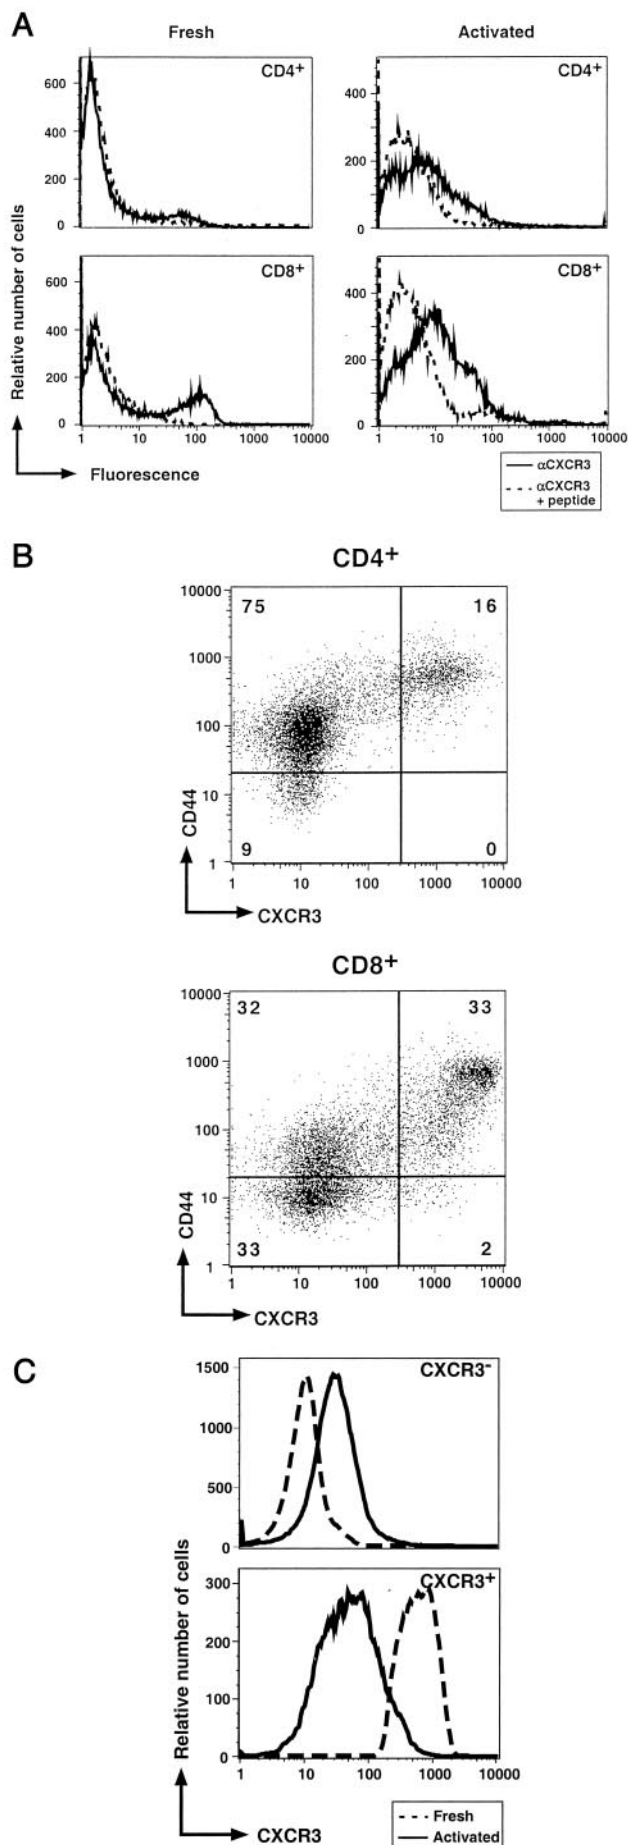 A
Fresh
Activated
CD4+
CD4+
600
400
200
0
400
200
0
CD8+
CD8+
600
400
200
0
400
200
0
1 10 100 1000 10000
1 10 100 1000 10000
Relative number of cells
Fluorescence
αCXCR3
αCXCR3
+ peptide
B
CD4+
10000
1000
100
10
1
75
16
9
0
1 10 100 1000 10000
CD44
CXCR3
CD8+
10000
1000
100
10
1
32
33
33
2
1 10 100 1000 10000
CD44
CXCR3
C
CXCR3-
1500
1000
500
0
CXCR3+
300
200
100
0
1 10 100 1000 10000
Relative number of cells
CXCR3
Fresh
Activated